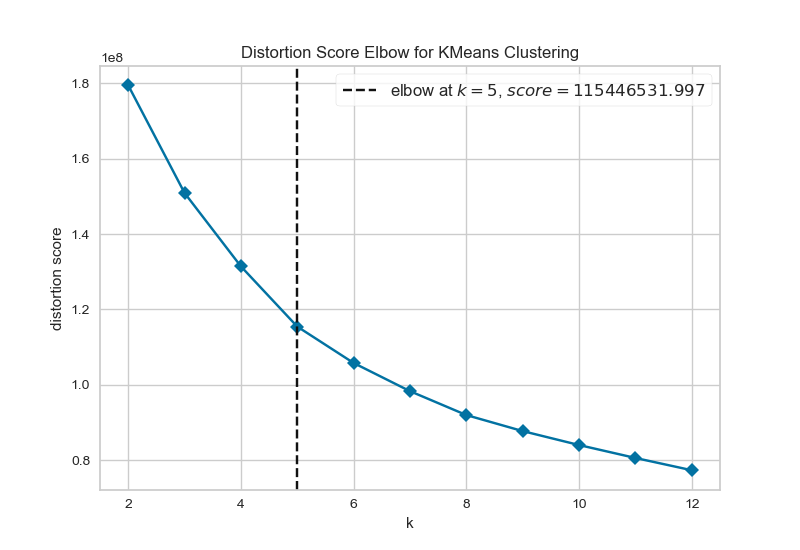 Distortion Score Elbow for KMeans Clustering
1e8
elbow at k = 5, score = 115446531.997
1.8
1.6
1.4
1.2
1.0
0.8
distortion score
2 4 6 8 10 12
k